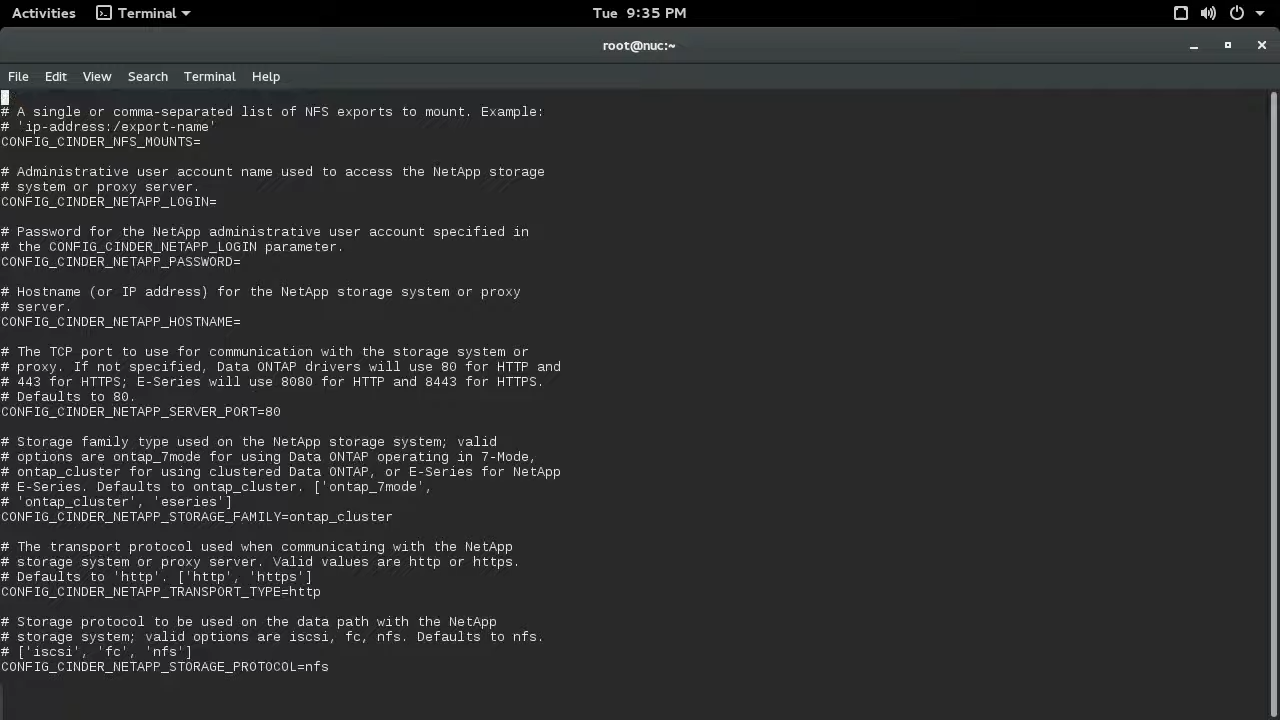 Activities Terminal Tue 9:35 PM
root@nuc:~
File Edit View Search Terminal Help
# A single or comma-separated list of NFS exports to mount. Example:
# 'ip-address:/export-name'
CONFIG_CINDER_NFS_MOUNTS=
# Administrative user account name used to access the NetApp storage
# system or proxy server.
CONFIG_CINDER_NETAPP_LOGIN=
# Password for the NetApp administrative user account specified in
# the CONFIG_CINDER_NETAPP_LOGIN parameter.
CONFIG_CINDER_NETAPP_PASSWORD=
# Hostname (or IP address) for the NetApp storage system or proxy
# server.
CONFIG_CINDER_NETAPP_HOSTNAME=
# The TCP port to use for communication with the storage system or
# proxy. If not specified, Data ONTAP drivers will use 80 for HTTP and
# 443 for HTTPS; E-Series will use 8080 for HTTP and 8443 for HTTPS.
# Defaults to 80.
CONFIG_CINDER_NETAPP_SERVER_PORT=80
# Storage family type used on the NetApp storage system; valid
# options are ontap_7mode for using Data ONTAP operating in 7-Mode,
# ontap_cluster for using clustered Data ONTAP, or E-Series for NetApp
# E-Series. Defaults to ontap_cluster. ['ontap_7mode',
# 'ontap_cluster', 'eseries']
CONFIG_CINDER_NETAPP_STORAGE_FAMILY=ontap_cluster
# The transport protocol used when communicating with the NetApp
# storage system or proxy server. Valid values are http or https.
# Defaults to 'http'. ['http', 'https']
CONFIG_CINDER_NETAPP_TRANSPORT_TYPE=http
# Storage protocol to be used on the data path with the NetApp
# storage system; valid options are iscsi, fc, nfs. Defaults to nfs.
# ['iscsi', 'fc', 'nfs']
CONFIG_CINDER_NETAPP_STORAGE_PROTOCOL=nfs